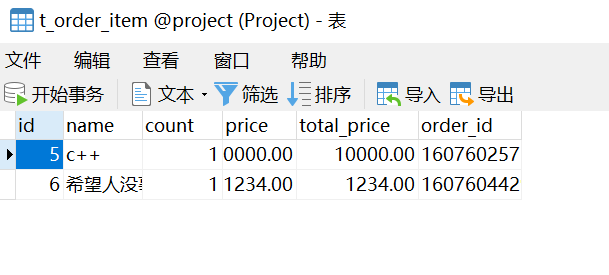 t_order_item @project (Project) - 表
文件 编辑 查看 窗口 帮助
开始事务 文本 筛选 排序 导入 导出
id name count price total_price order_id
5 c++ 1 0000.00 10000.00 160760257
6 希望人没 1 1234.00 1234.00 160760442